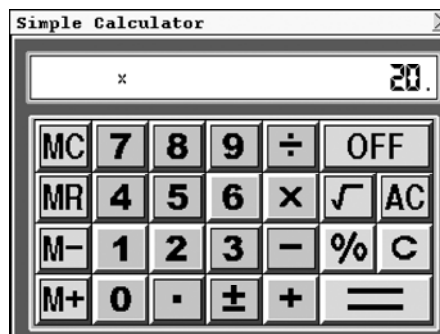 Simple Calculator
x 20.
MC 7 8 9 ÷ OFF
MR 4 5 6 × √ AC
M− 1 2 3 − % C
M+ 0 . ± + =